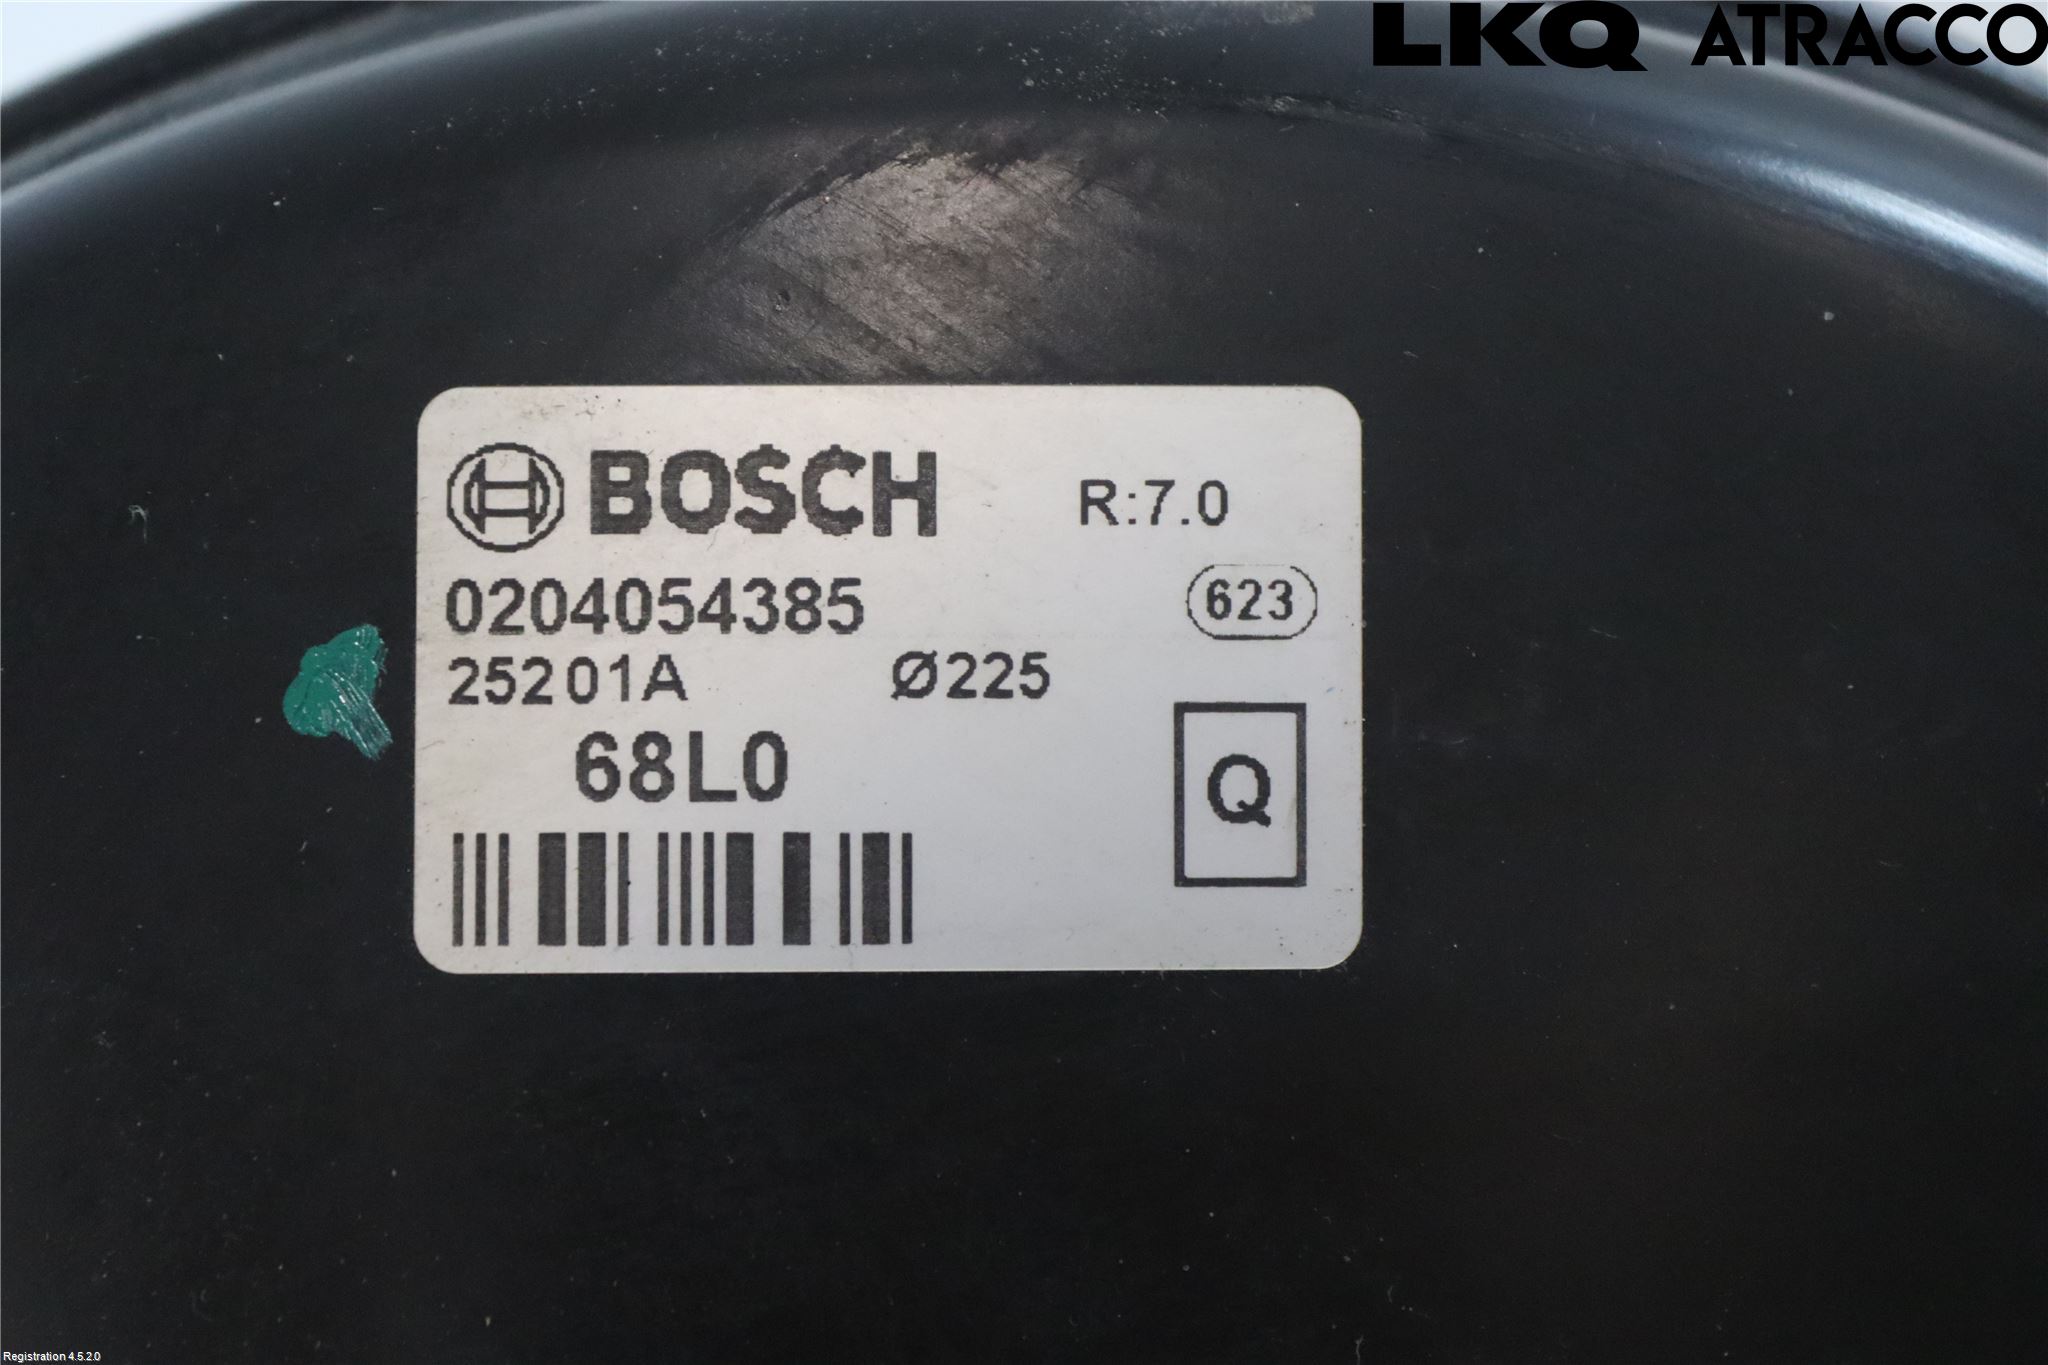 LKQ ATRACCO
BOSCH R:7.0
0204054385 623
25201A Ø225
68L0
Q
Registration 4.5.2.0